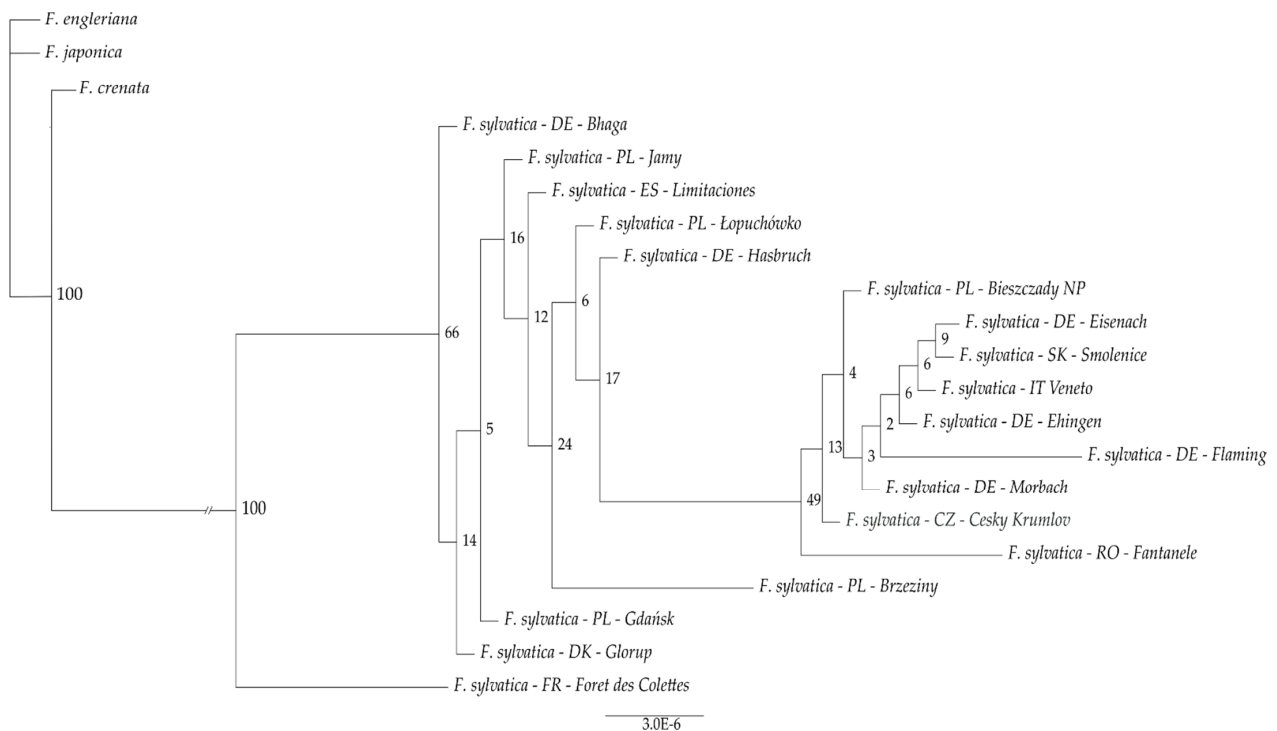 F. engleriana
F. japonica
F. crenata
F. sylvatica - DE - Bhaga
F. sylvatica - PL - Jamy
F. sylvatica - ES - Limitaciones
F. sylvatica - PL - Łopuchówko
16
F. sylvatica - DE - Hasbruch
F. sylvatica - PL - Bieszczady NP
100
6
12
F. sylvatica - DE - Eisenach
66
9
F. sylvatica - SK - Smolenice
6
4
17
F. sylvatica - IT Veneto
6
F. sylvatica - DE - Ehingen
2
5
24
13
F. sylvatica - DE - Flaming
3
F. sylvatica - DE - Morbach
49
100
F. sylvatica - CZ - Cesky Krumlov
14
F. sylvatica - RO - Fantanele
F. sylvatica - PL - Brzeziny
F. sylvatica - PL - Gdańsk
F. sylvatica - DK - Glorup
F. sylvatica - FR - Foret des Colettes
3.0E-6